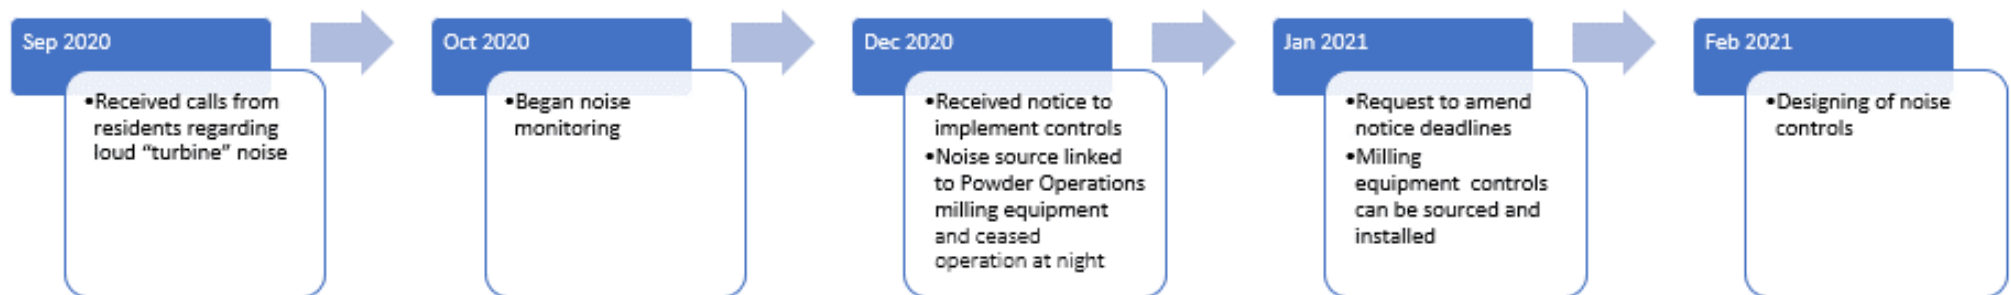 Sep 2020
•Received calls from
residents regarding
loud “turbine” noise
Oct 2020
•Began noise
monitoring
Dec 2020
•Received notice to
implement controls
•Noise source linked
to Powder Operations
milling equipment
and ceased
operation at night
Jan 2021
•Request to amend
notice deadlines
•Milling
equipment controls
can be sourced and
installed
Feb 2021
•Designing of noise
controls